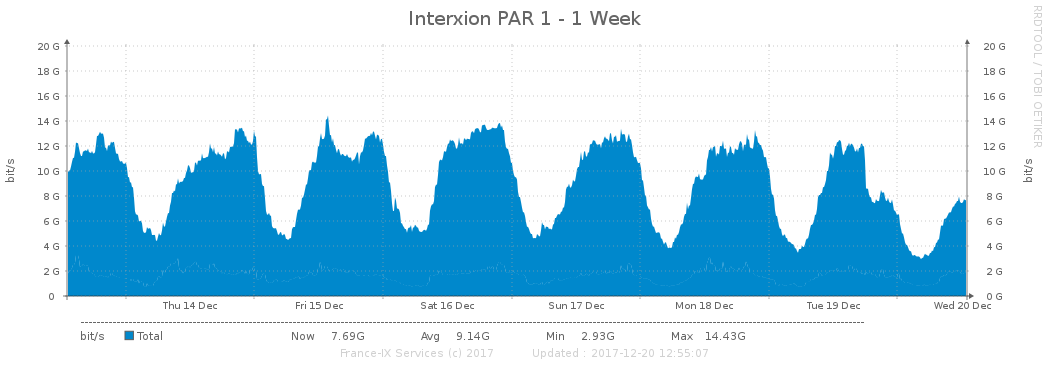 Interxion PAR 1 - 1 Week
RRDTOOL / TOBI OETIKER
bit/s
20 G 20 G
18 G 18 G
16 G 16 G
14 G 14 G
12 G 12 G
10 G 10 G
8 G 8 G
6 G 6 G
4 G 4 G
2 G 2 G
0 0 G
bit/s
Thu 14 Dec Fri 15 Dec Sat 16 Dec Sun 17 Dec Mon 18 Dec Tue 19 Dec Wed 20 Dec
bit/s Total Now 7.69G Avg 9.14G Min 2.93G Max 14.43G
France-IX Services (c) 2017 Updated : 2017-12-20 12:55:07